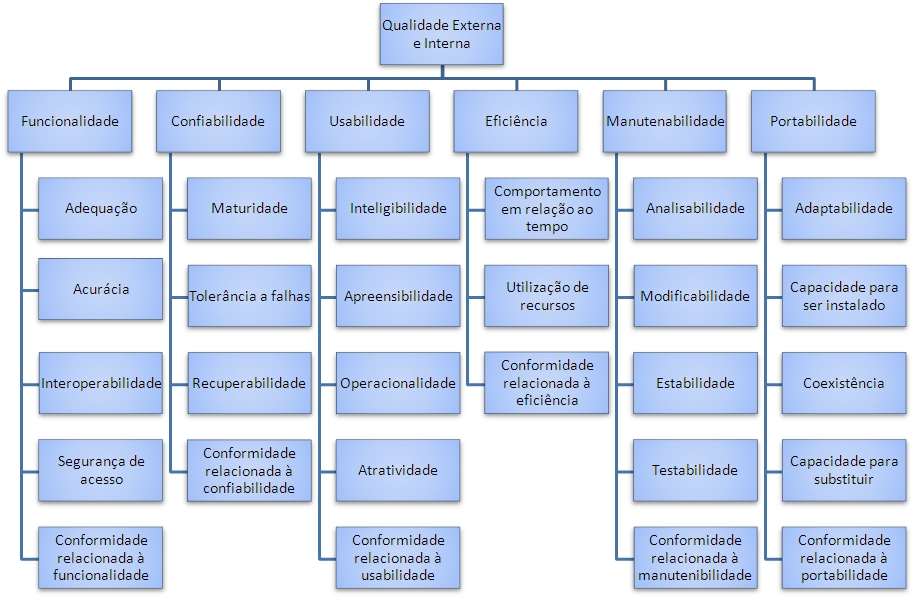 Qualidade Externa
e Interna
Funcionalidade
Confiabilidade
Usabilidade
Eficiência
Manutenabilidade
Portabilidade
Adequação
Acurácia
Interoperabilidade
Segurança de
acesso
Conformidade
relacionada à
funcionalidade
Maturidade
Tolerância a falhas
Recuperabilidade
Conformidade
relacionada à
confiabilidade
Inteligibilidade
Apreensibilidade
Operacionalidade
Atratividade
Conformidade
relacionada à
usabilidade
Comportamento
em relação ao
tempo
Utilização de
recursos
Conformidade
relacionada à
eficiência
Analisabilidade
Modificabilidade
Estabilidade
Testabilidade
Conformidade
relacionada à
manutenibilidade
Adaptabilidade
Capacidade para
ser instalado
Coexistência
Capacidade para
substituir
Conformidade
relacionada à
portabilidade